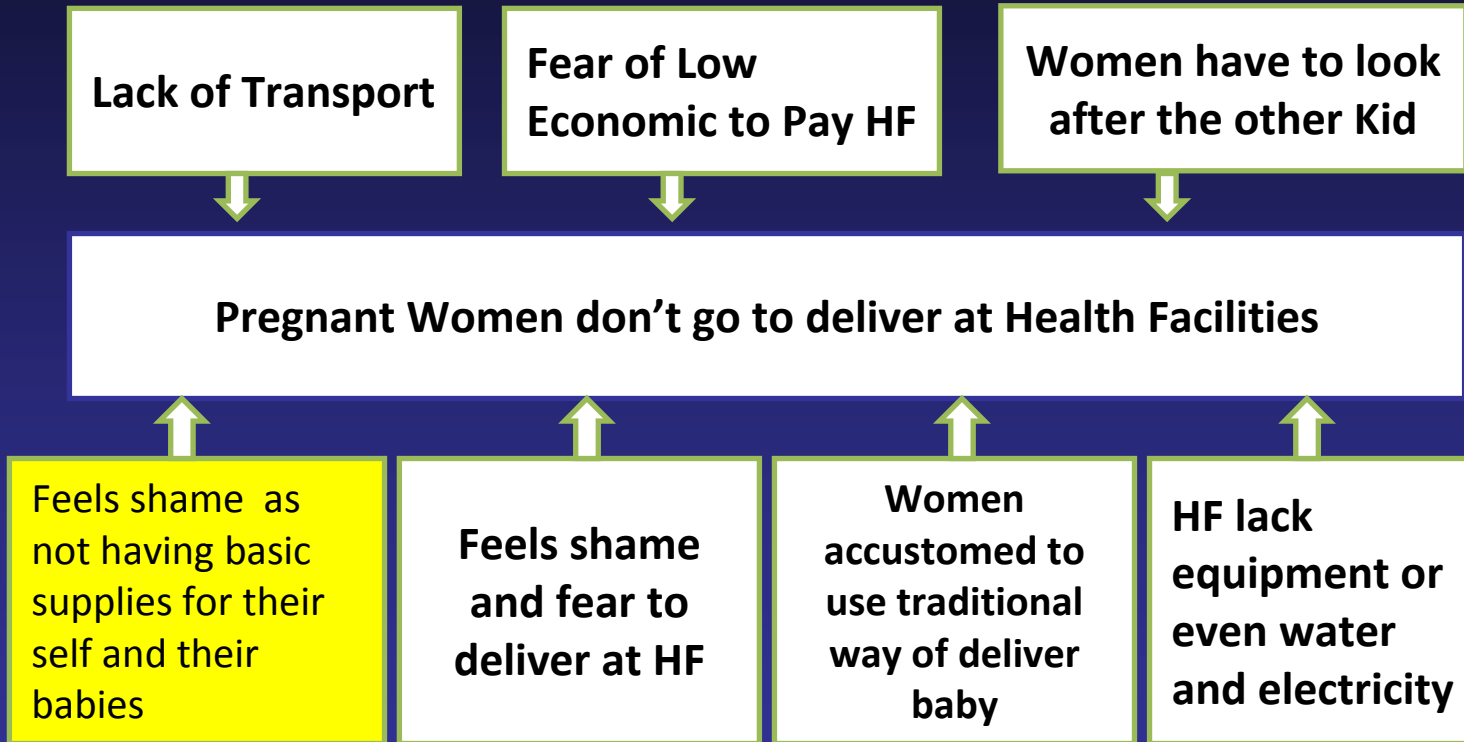 Lack of Transport
Fear of Low
Economic to Pay HF
Women have to look
after the other Kid
Pregnant Women don’t go to deliver at Health Facilities
Feels shame as
not having basic
supplies for their
self and their
babies
Feels shame
and fear to
deliver at HF
Women
accustomed to
use traditional
way of deliver
baby
HF lack
equipment or
even water
and electricity